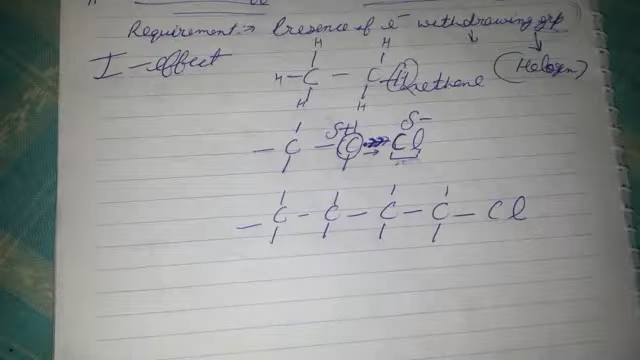 Requirement :→ Presence of e⁻ withdrawing grp
I-effect
(Halogen)
H H
H - C - C - H ethane
H H
δ+ δ-
- C - C →→ Cl
- C - C - C - C - Cl